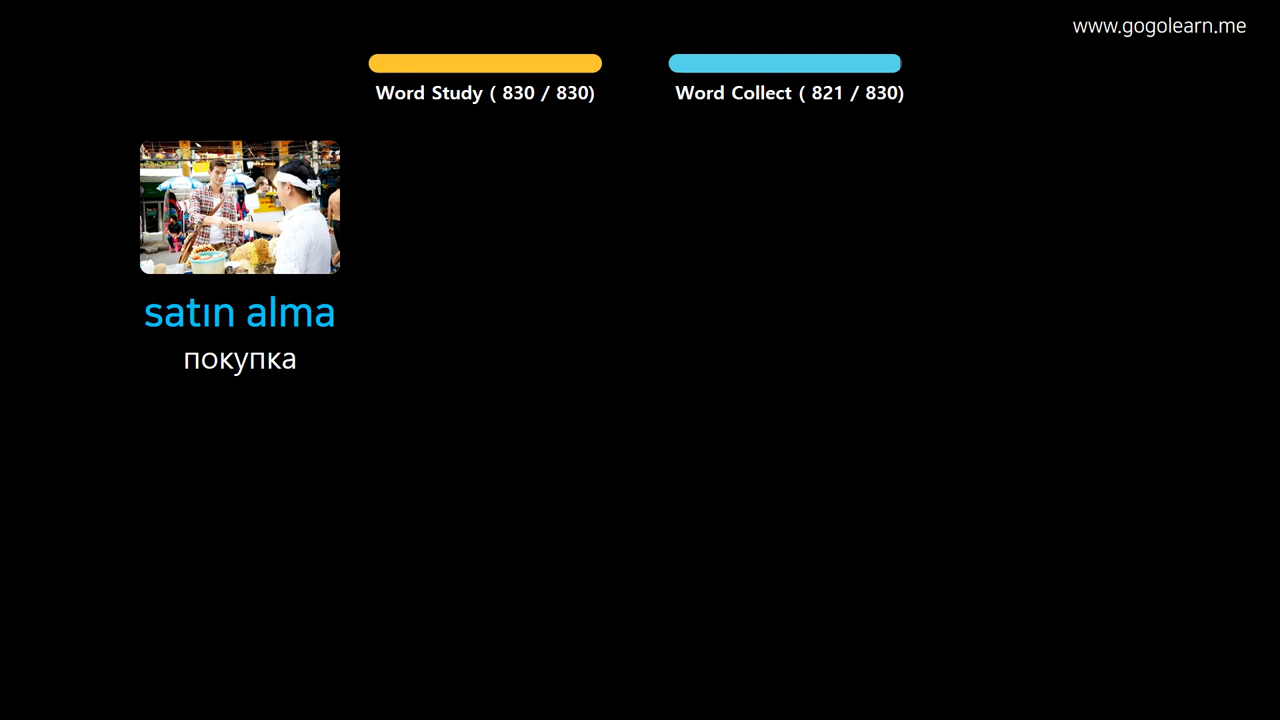 www.gogolearn.me
Word Study ( 830 / 830)
Word Collect ( 821 / 830)
satın alma
покупка